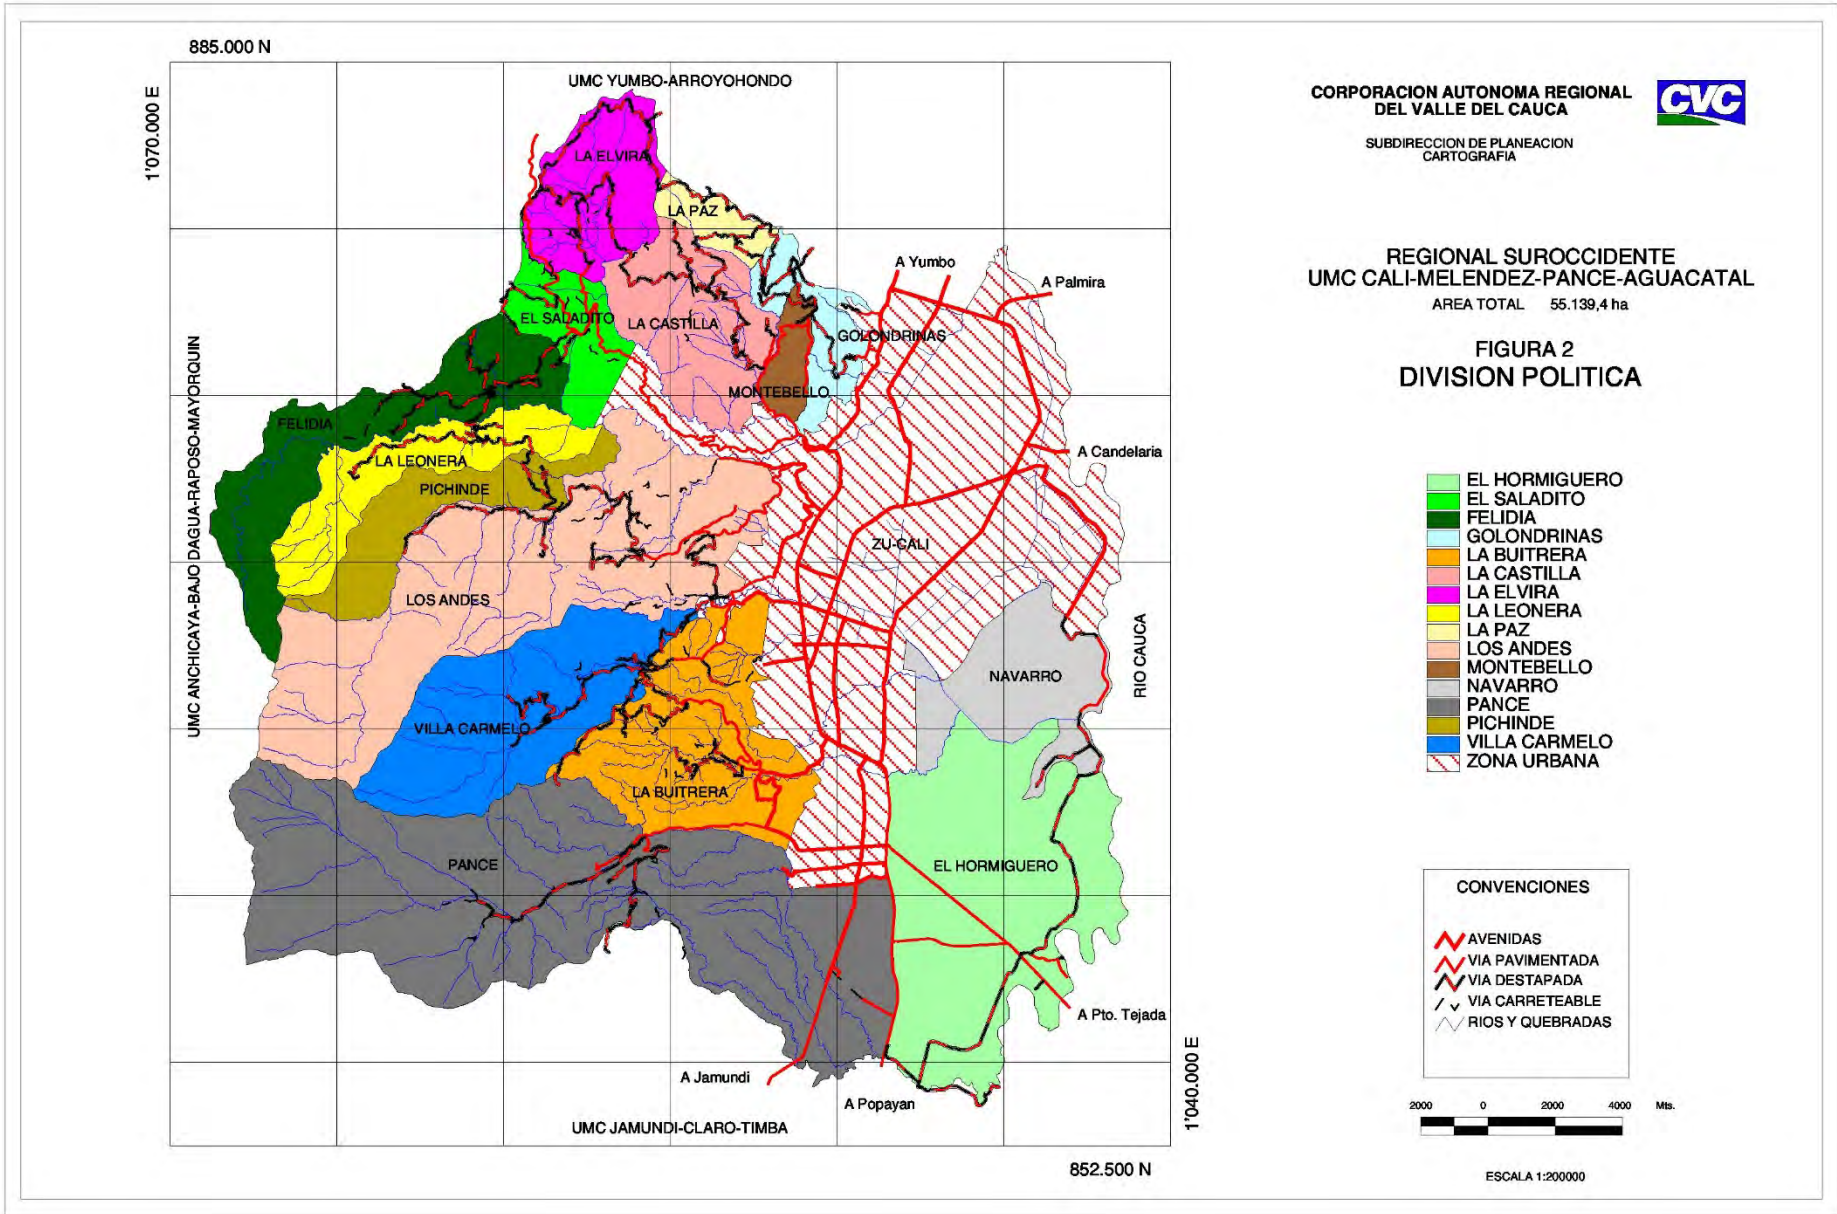 885.000 N
1'070.000 E
UMC YUMBO-ARROYOHONDO
LA ELVIRA
LA PAZ
A Yumbo
A Palmira
EL SALADITO
LA CASTILLA
GOLONDRINAS
MONTEBELLO
FELIDIA
LA LEONERA
PICHINDE
A Candelaria
ZU-CALI
LOS ANDES
UMC ANCHICAYA-BAJO DAGUA-RAPOSO-MAYORQUIN
RIO CAUCA
NAVARRO
VILLA CARMELO
LA BUITRERA
PANCE
EL HORMIGUERO
A Pto. Tejada
A Jamundi
A Popayan
UMC JAMUNDI-CLARO-TIMBA
1'040.000 E
852.500 N
CORPORACION AUTONOMA REGIONAL
DEL VALLE DEL CAUCA
CVC
SUBDIRECCION DE PLANEACION
CARTOGRAFIA
REGIONAL SUROCCIDENTE
UMC CALI-MELENDEZ-PANCE-AGUACATAL
AREA TOTAL 55.139,4 ha
FIGURA 2
DIVISION POLITICA
EL HORMIGUERO
EL SALADITO
FELIDIA
GOLONDRINAS
LA BUITRERA
LA CASTILLA
LA ELVIRA
LA LEONERA
LA PAZ
LOS ANDES
MONTEBELLO
NAVARRO
PANCE
PICHINDE
VILLA CARMELO
ZONA URBANA
CONVENCIONES
AVENIDAS
VIA PAVIMENTADA
VIA DESTAPADA
VIA CARRETEABLE
RIOS Y QUEBRADAS
2000 0 2000 4000 Mts.
ESCALA 1:200000